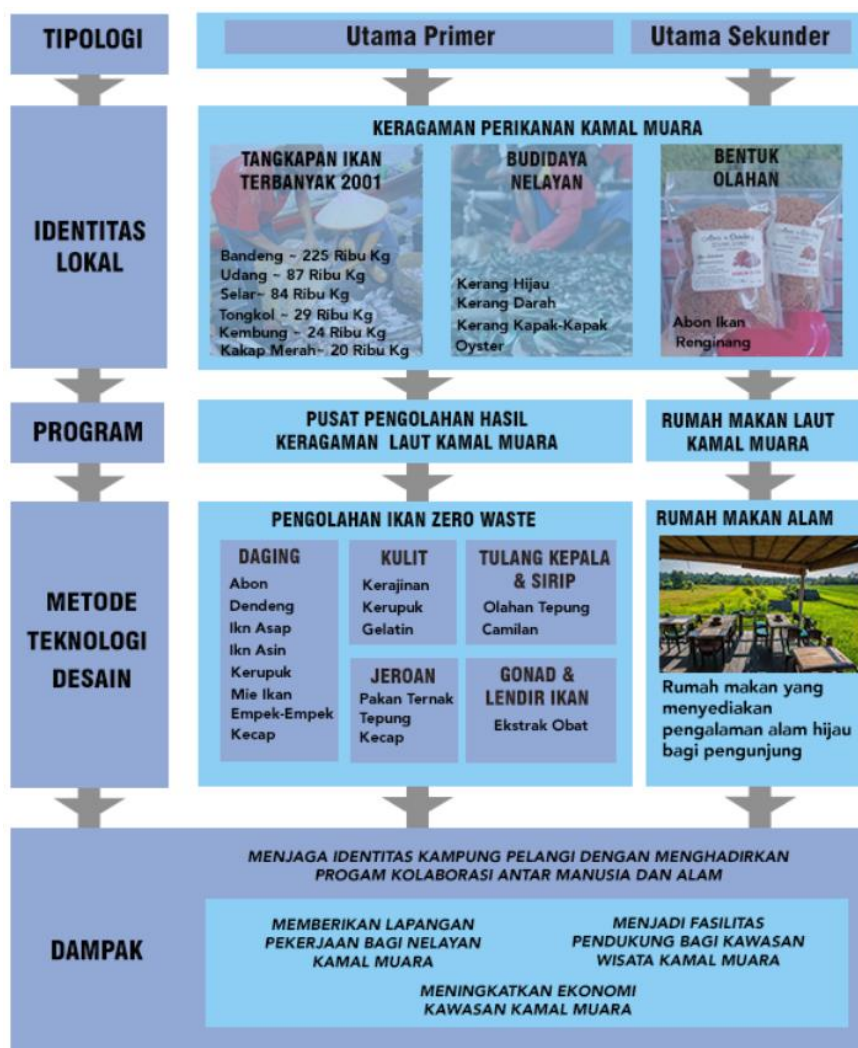 TIPOLOGI
Utama Primer
Utama Sekunder
IDENTITAS
LOKAL
KERAGAMAN PERIKANAN KAMAL MUARA
TANGKAPAN IKAN
TERBANYAK 2001
Bandeng ~ 225 Ribu Kg
Udang ~ 87 Ribu Kg
Selar~ 84 Ribu Kg
Tongkol ~ 29 Ribu Kg
Kembung ~ 24 Ribu Kg
Kakap Merah~ 20 Ribu Kg
BUDIDAYA
NELAYAN
Kerang Hijau
Kerang Darah
Kerang Kapak-Kapak
Oyster
BENTUK
OLAHAN
Abon Ikan
Renginang
PROGRAM
PUSAT PENGOLAHAN HASIL
KERAGAMAN LAUT KAMAL MUARA
RUMAH MAKAN LAUT
KAMAL MUARA
METODE
TEKNOLOGI
DESAIN
PENGOLAHAN IKAN ZERO WASTE
DAGING
Abon
Dendeng
Ikn Asap
Ikn Asin
Kerupuk
Mie Ikan
Empek-Empek
Kecap
KULIT
Kerajinan
Kerupuk
Gelatin
TULANG KEPALA
& SIRIP
Olahan Tepung
Camilan
JEROAN
Pakan Ternak
Tepung
Kecap
GONAD &
LENDIR IKAN
Ekstrak Obat
RUMAH MAKAN ALAM
Rumah makan yang
menyediakan
pengalaman alam hijau
bagi pengunjung
DAMPAK
MENJAGA IDENTITAS KAMPUNG PELANGI DENGAN MENGHADIRKAN
PROGAM KOLABORASI ANTAR MANUSIA DAN ALAM
MEMBERIKAN LAPANGAN
PEKERJAAN BAGI NELAYAN
KAMAL MUARA
MENJADI FASILITAS
PENDUKUNG BAGI KAWASAN
WISATA KAMAL MUARA
MENINGKATKAN EKONOMI
KAWASAN KAMAL MUARA